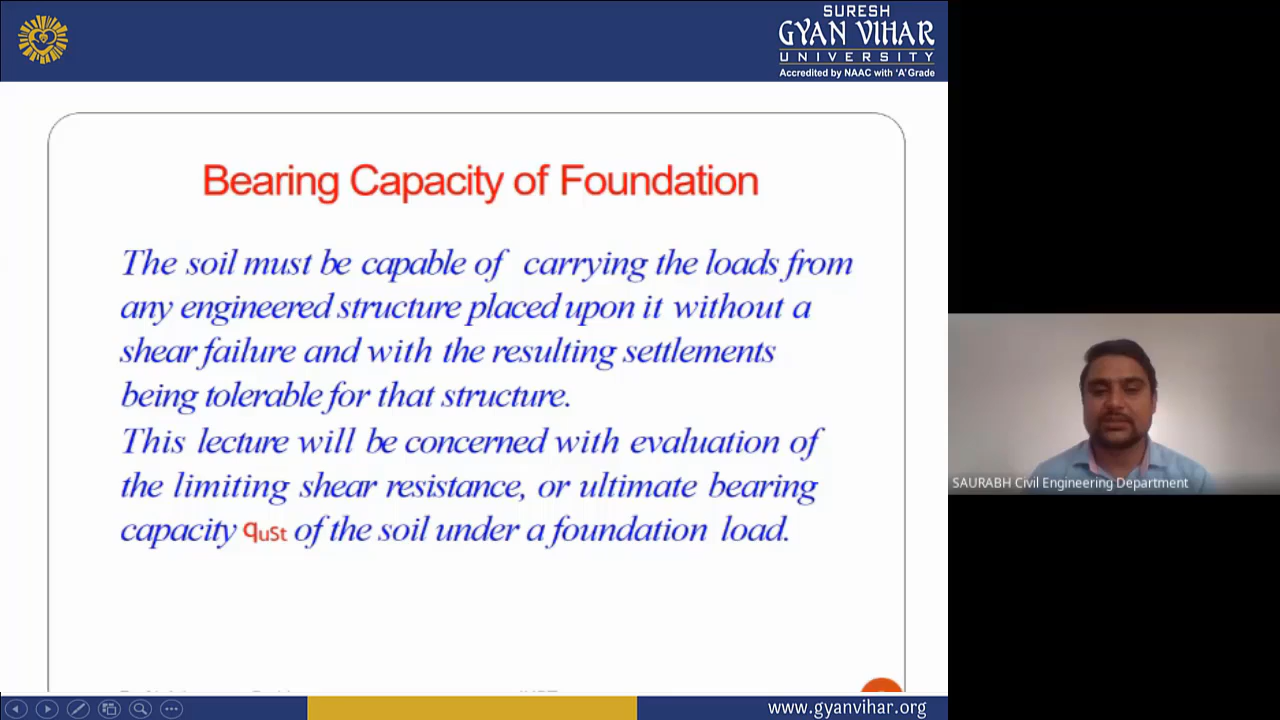 SURESH
GYAN VIHAR
UNIVERSITY
Accredited by NAAC with 'A' Grade
Bearing Capacity of Foundation
The soil must be capable of carrying the loads from
any engineered structure placed upon it without a
shear failure and with the resulting settlements
being tolerable for that structure.
This lecture will be concerned with evaluation of
the limiting shear resistance, or ultimate bearing
capacity quSt of the soil under a foundation load.
SAURABH Civil Engineering Department
www.gyanvihar.org